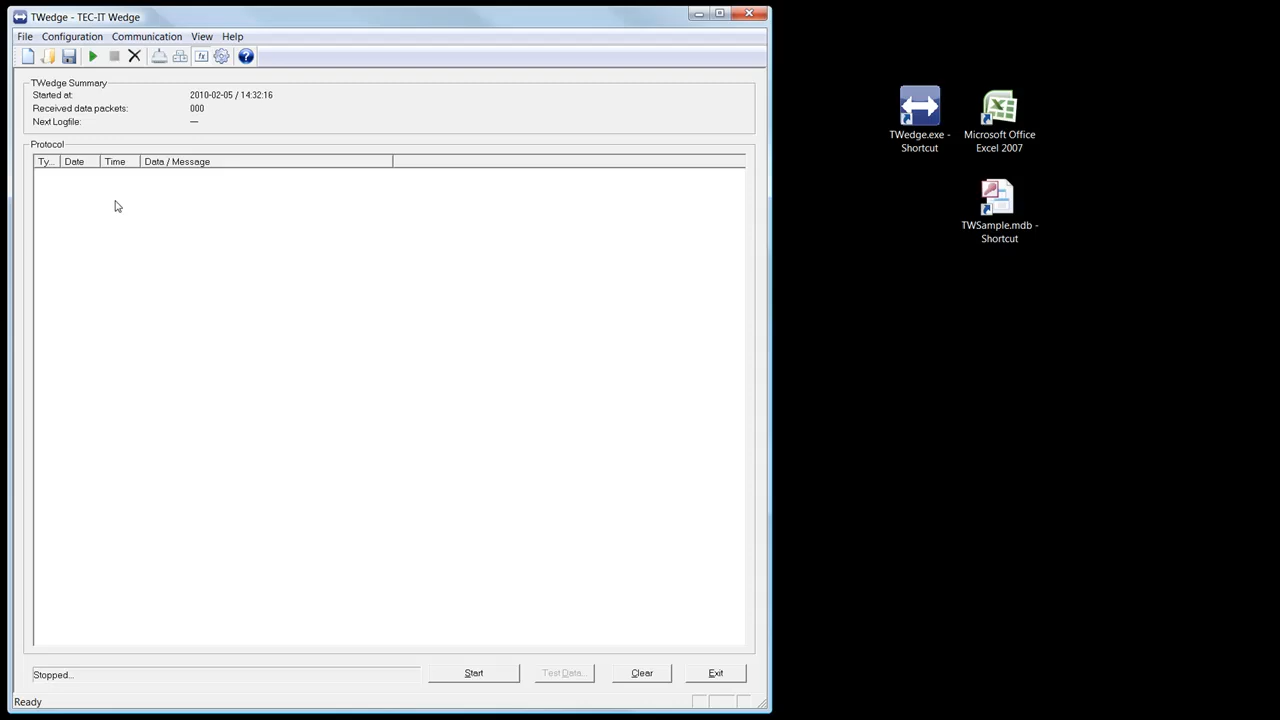 TWedge - TEC-IT Wedge
File Configuration Communication View Help
TWedge Summary
Started at: 2010-02-05 / 14:32:16
Received data packets: 000
Next Logfile: —
Protocol
Ty... Date Time Data / Message
Stopped... Start Test Data... Clear Exit
Ready
TWedge.exe -
Shortcut
Microsoft Office
Excel 2007
TWSample.mdb -
Shortcut